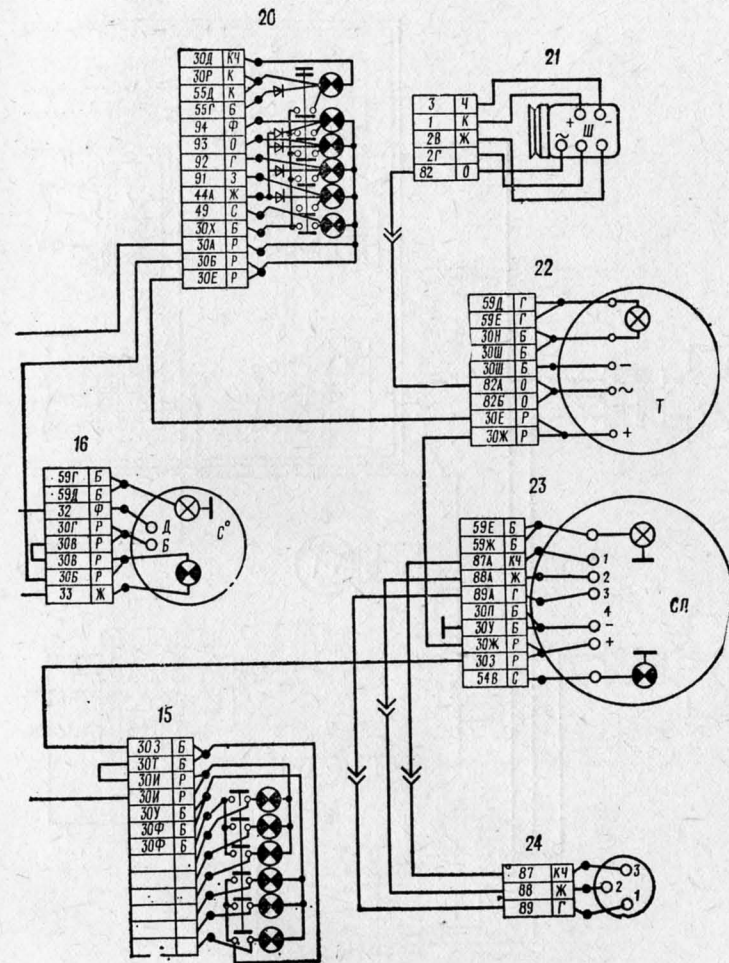 20
30Д КЧ
30Р К
55Д К
55Г Б
94 Ф
93 О
92 Г
91 З
44А Ж
49 С
30Х Б
30А Р
30Б Р
30Е Р
21
3 Ч
1 К
2В Ж
2Г
82 О
+ Ш −
~
22
59Д Г
59Е Г
30Н Б
30Ш Б
30Ш Б
82А О
82Б О
30Е Р
30Ж Р
−
~
Т
+
16
59Г Б
59Д Б
32 Ф
30Г Р
30В Р
30В Р
30Б Р
33 Ж
Д
Б
С°
23
59Е Б
59Ж Б
87А КЧ
88А Ж
89А Г
30П Б
30У Б
30Ж Р
30З Р
54В С
1
2
3
4
−
+
СП
15
30З Б
30Т Б
30И Р
30И Р
30У Б
30Ф Б
30Ф Б
24
87 КЧ
88 Ж
89 Г
3
2
1